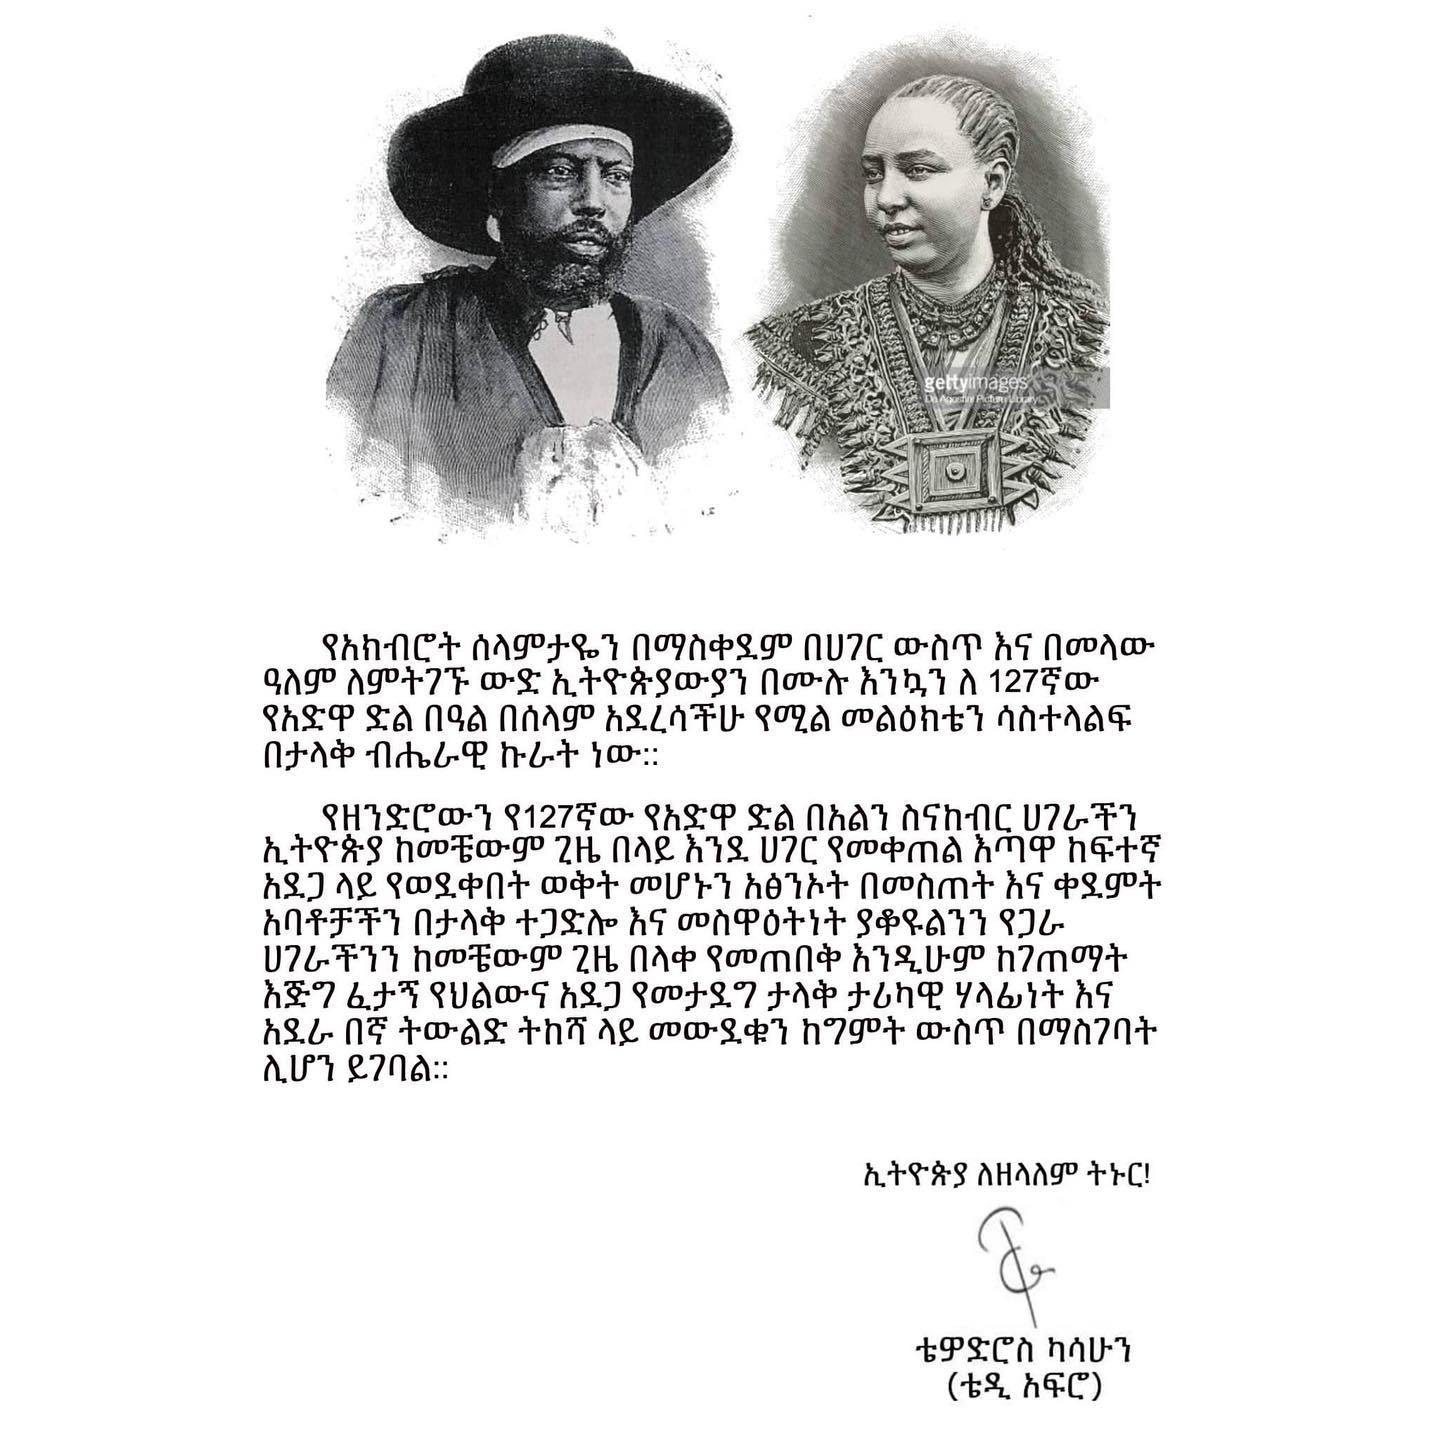 gettyimages
De Agostini Picture Library
የአክብሮት ሰላምታዬን በማስቀደም በሀገር ውስጥ እና በመላው
ዓለም ለምትገኙ ውድ ኢትዮጵያውያን በሙሉ እንኳን ለ 127ኛው
የአድዋ ድል በዓል በሰላም አደረሳችሁ የሚል መልዕክቴን ሳስተላልፍ
በታላቅ ብሔራዊ ኩራት ነው።
የዘንድሮውን የ127ኛው የአድዋ ድል በአልን ስናከብር ሀገራችን
ኢትዮጵያ ከመቼውም ጊዜ በላይ እንደ ሀገር የመቀጠል እጣዋ ከፍተኛ
አደጋ ላይ የወደቀበት ወቅት መሆኑን አፅንኦት በመስጠት እና ቀደምት
አባቶቻችን በታላቅ ተጋድሎ እና መስዋዕትነት ያቆዩልንን የጋራ
ሀገራችንን ከመቼውም ጊዜ በላቀ የመጠበቅ እንዲሁም ከገጠማት
እጅግ ፈታኝ የህልውና አደጋ የመታደግ ታላቅ ታሪካዊ ሃላፊነት እና
አደራ በኛ ትውልድ ትከሻ ላይ መውደቁን ከግምት ውስጥ በማስገባት
ሊሆን ይገባል።
ኢትዮጵያ ለዘላለም ትኑር!
ቴዎድሮስ ካሳሁን
(ቴዲ አፍሮ)